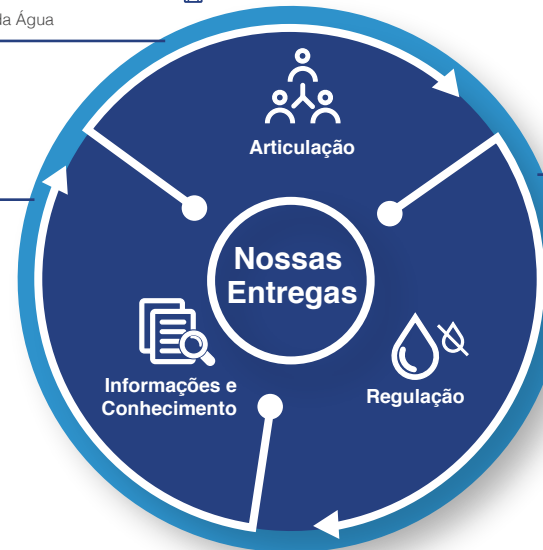 da Água
Articulação
Nossas
Entregas
Informações e
Conhecimento
Regulação